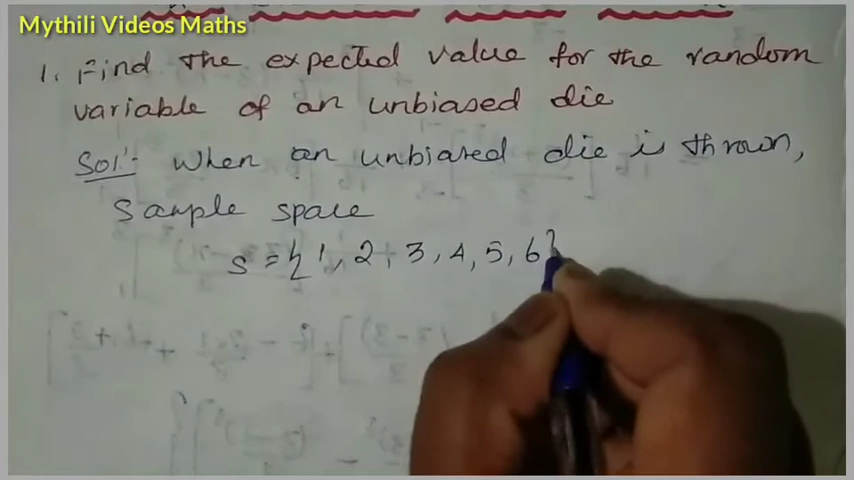 Mythili Videos Maths
1. Find the expected value for the random
variable of an unbiased die
Sol:- when an unbiased die is thrown,
Sample space
S = { 1, 2, 3, 4, 5, 6 }